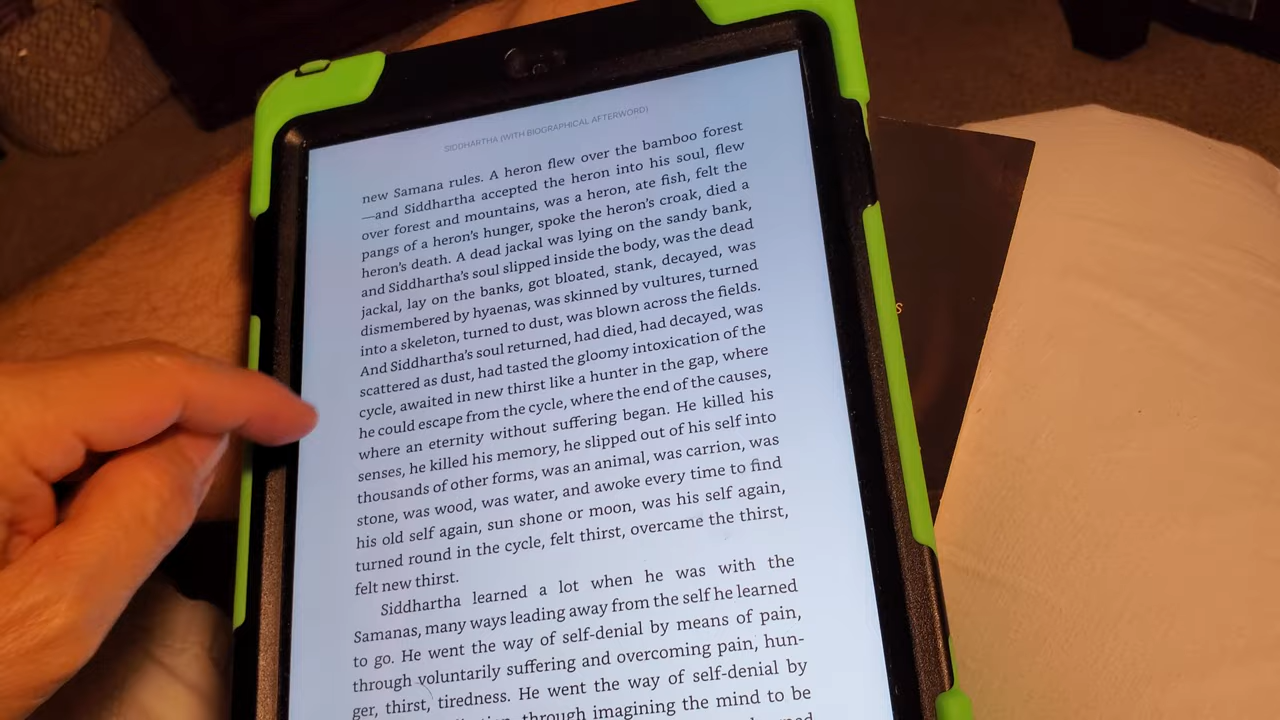 SIDDHARTHA (WITH BIOGRAPHICAL AFTERWORD)
new Samana rules. A heron flew over the bamboo forest
—and Siddhartha accepted the heron into his soul, flew
over forest and mountains, was a heron, ate fish, felt the
pangs of a heron's hunger, spoke the heron's croak, died a
heron's death. A dead jackal was lying on the sandy bank,
and Siddhartha's soul slipped inside the body, was the dead
jackal, lay on the banks, got bloated, stank, decayed, was
dismembered by hyaenas, was skinned by vultures, turned
into a skeleton, turned to dust, was blown across the fields.
And Siddhartha's soul returned, had died, had decayed, was
scattered as dust, had tasted the gloomy intoxication of the
cycle, awaited in new thirst like a hunter in the gap, where
he could escape from the cycle, where the end of the causes,
where an eternity without suffering began. He killed his
senses, he killed his memory, he slipped out of his self into
thousands of other forms, was an animal, was carrion, was
stone, was wood, was water, and awoke every time to find
his old self again, sun shone or moon, was his self again,
turned round in the cycle, felt thirst, overcame the thirst,
felt new thirst.
Siddhartha learned a lot when he was with the
Samanas, many ways leading away from the self he learned
to go. He went the way of self-denial by means of pain,
through voluntarily suffering and overcoming pain, hun-
ger, thirst, tiredness. He went the way of self-denial by
through imagining the mind to be